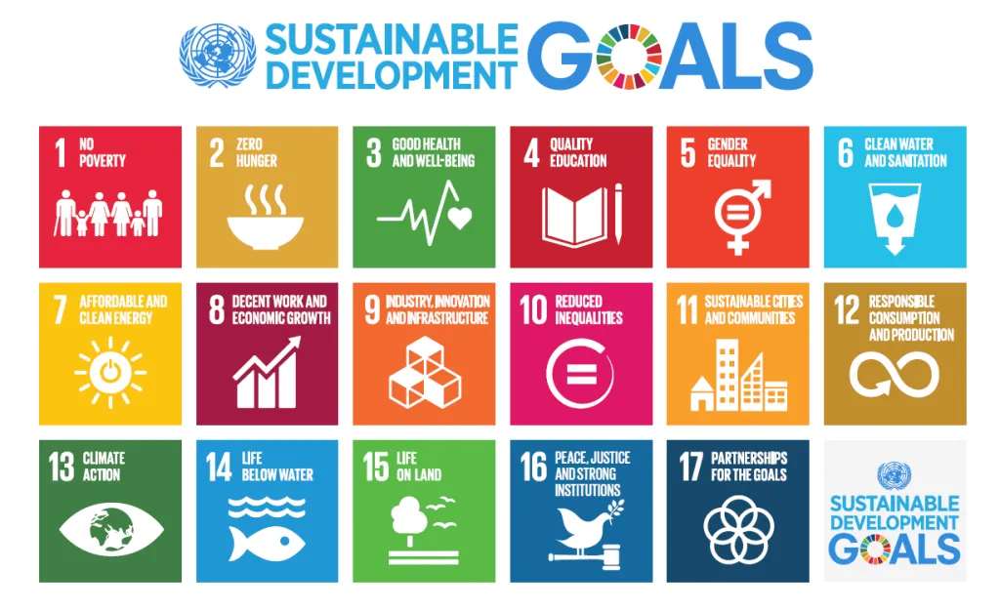 SUSTAINABLE
DEVELOPMENT
GOALS
1 NO
POVERTY
2 ZERO
HUNGER
3 GOOD HEALTH
AND WELL-BEING
4 QUALITY
EDUCATION
5 GENDER
EQUALITY
6 CLEAN WATER
AND SANITATION
7 AFFORDABLE AND
CLEAN ENERGY
8 DECENT WORK AND
ECONOMIC GROWTH
9 INDUSTRY, INNOVATION
AND INFRASTRUCTURE
10 REDUCED
INEQUALITIES
11 SUSTAINABLE CITIES
AND COMMUNITIES
12 RESPONSIBLE
CONSUMPTION
AND PRODUCTION
13 CLIMATE
ACTION
14 LIFE
BELOW WATER
15 LIFE
ON LAND
16 PEACE, JUSTICE
AND STRONG
INSTITUTIONS
17 PARTNERSHIPS
FOR THE GOALS
SUSTAINABLE
DEVELOPMENT
GOALS